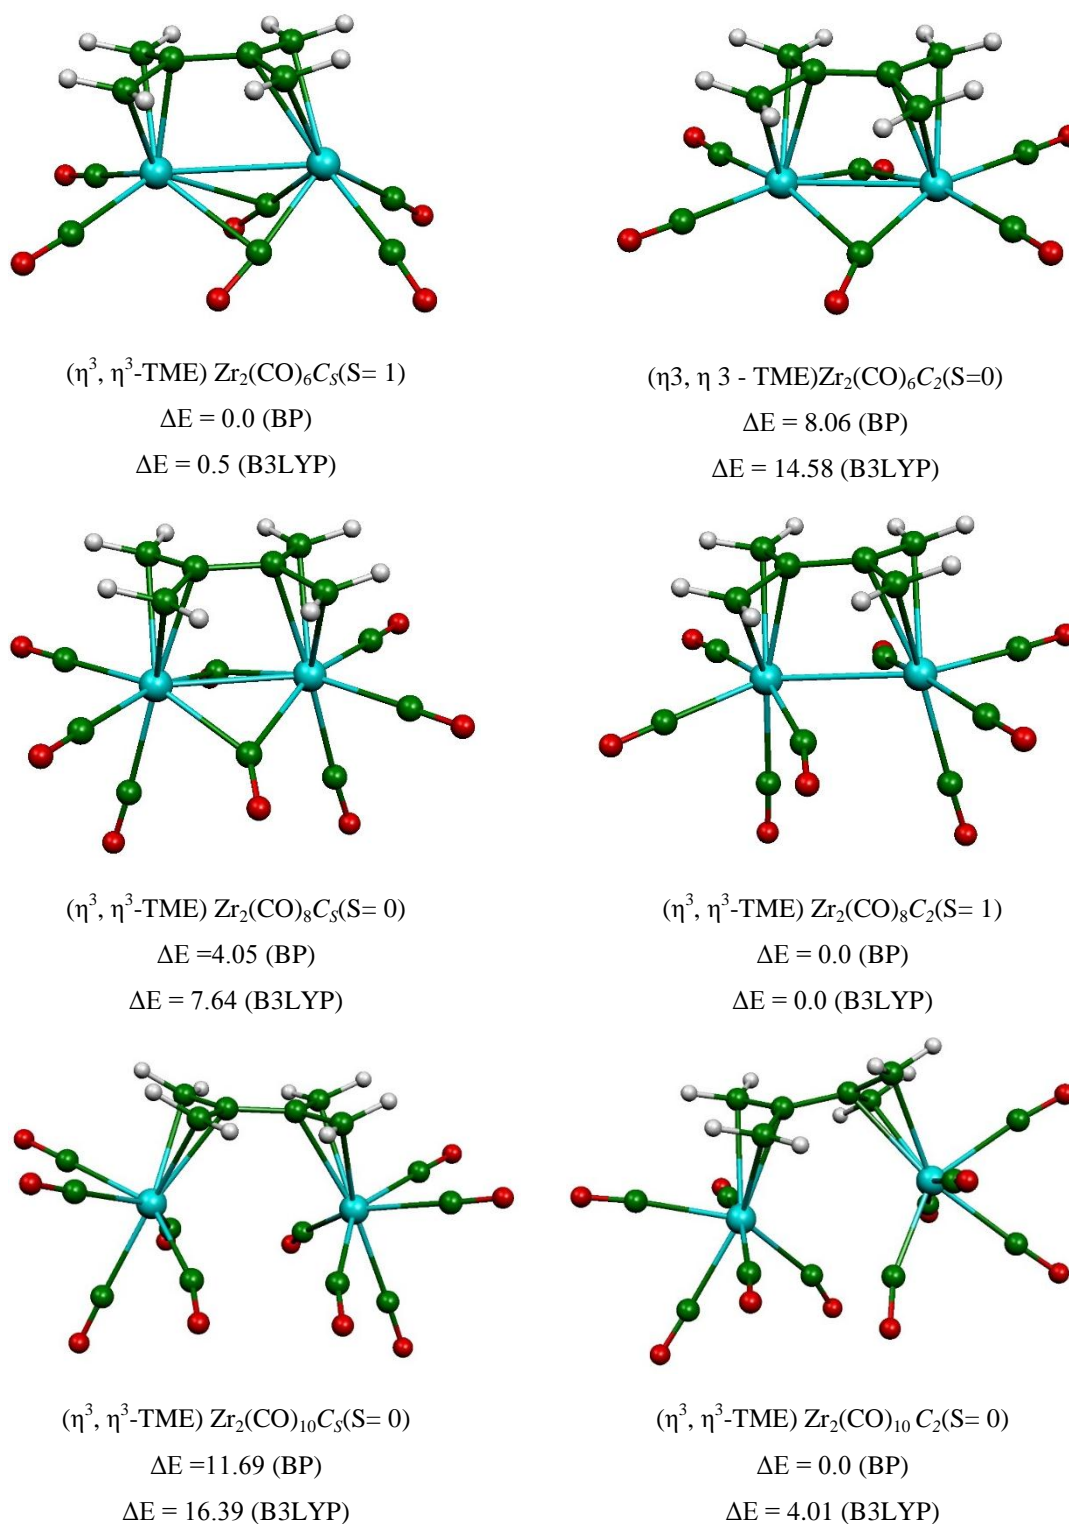 (η³, η³-TME) Zr₂(CO)₆Cₛ(S= 1)
ΔE = 0.0 (BP)
ΔE = 0.5 (B3LYP)
(η3, η 3 - TME)Zr₂(CO)₆C₂(S=0)
ΔE = 8.06 (BP)
ΔE = 14.58 (B3LYP)
(η³, η³-TME) Zr₂(CO)₈Cₛ(S= 0)
ΔE =4.05 (BP)
ΔE = 7.64 (B3LYP)
(η³, η³-TME) Zr₂(CO)₈C₂(S= 1)
ΔE = 0.0 (BP)
ΔE = 0.0 (B3LYP)
(η³, η³-TME) Zr₂(CO)₁₀Cₛ(S= 0)
ΔE =11.69 (BP)
ΔE = 16.39 (B3LYP)
(η³, η³-TME) Zr₂(CO)₁₀ C₂(S= 0)
ΔE = 0.0 (BP)
ΔE = 4.01 (B3LYP)